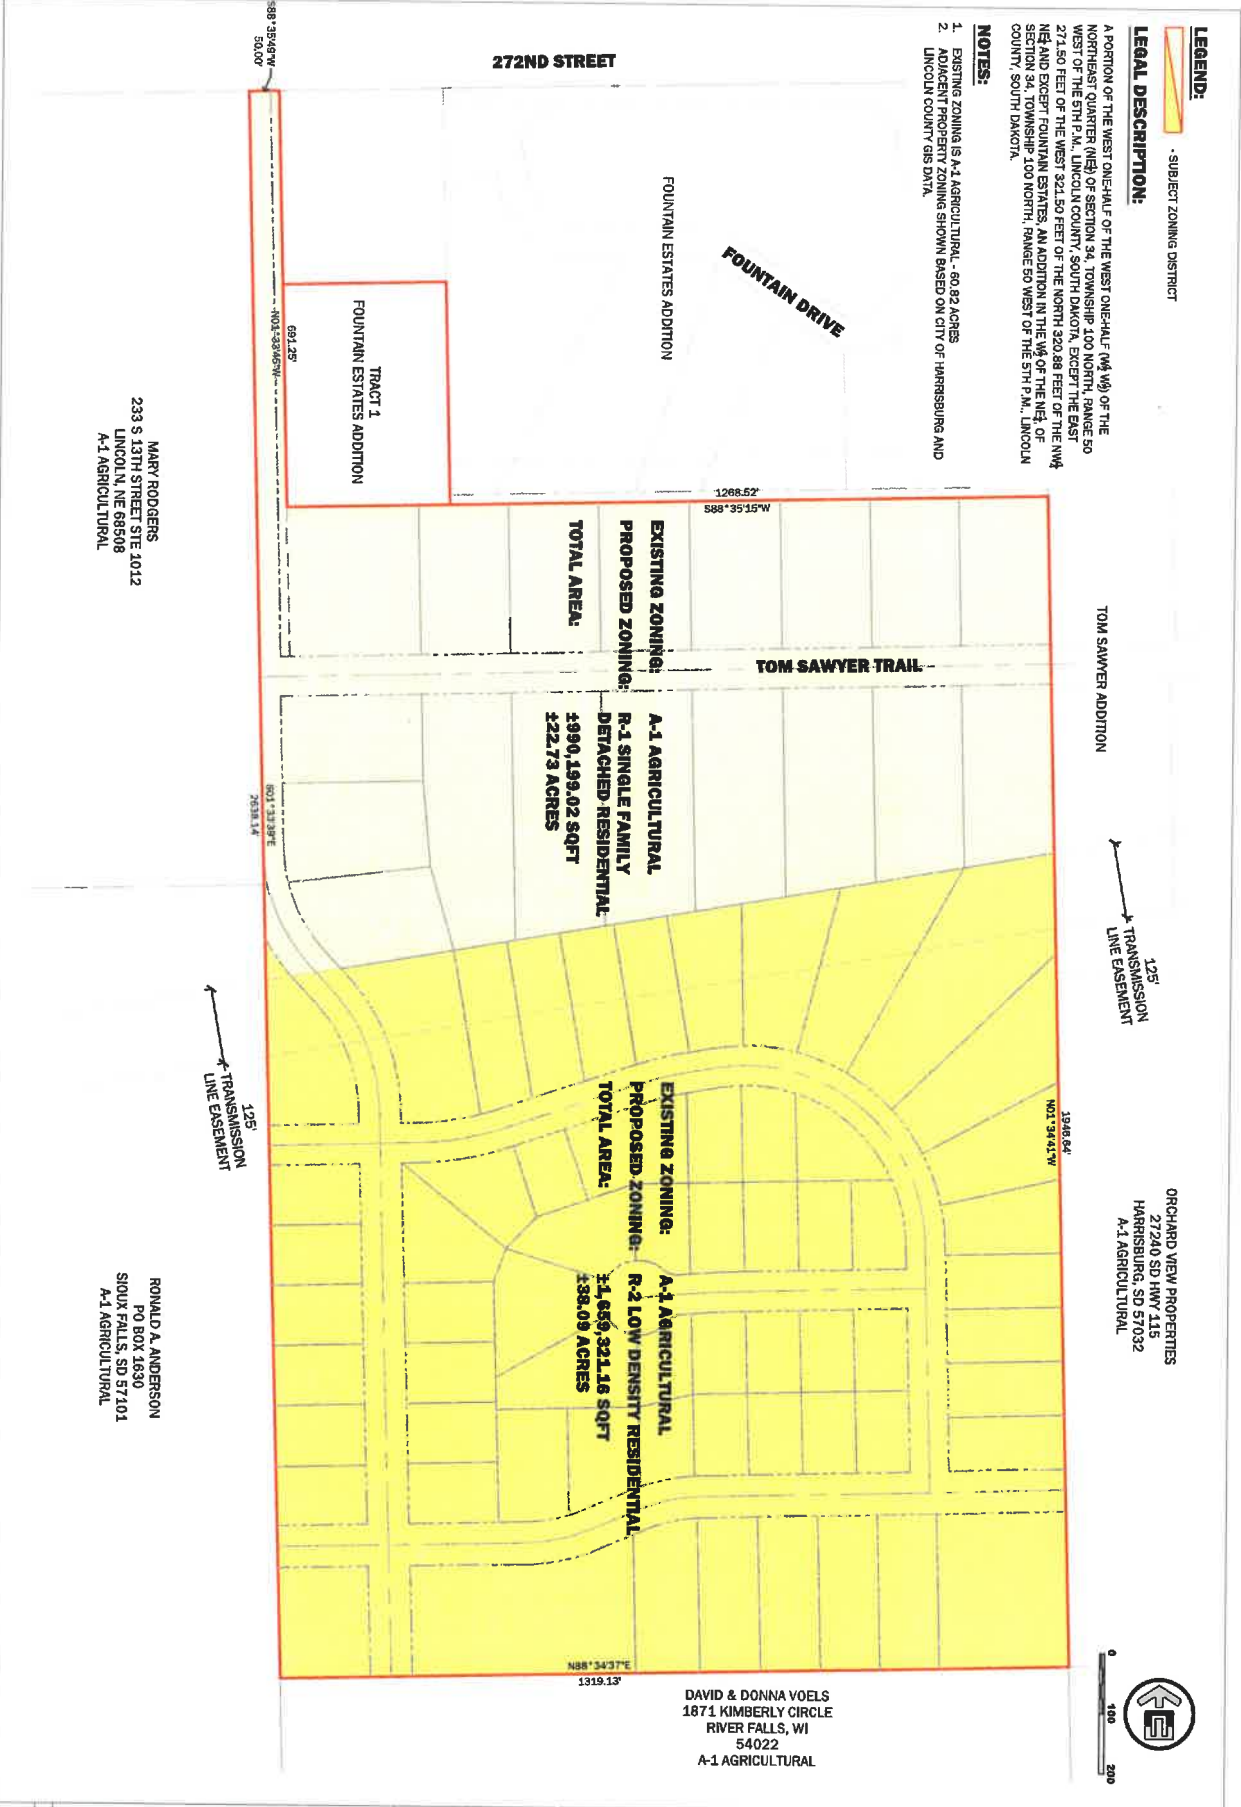 LEGEND:
- SUBJECT ZONING DISTRICT
LEGAL DESCRIPTION:
A PORTION OF THE WEST ONE-HALF OF THE WEST ONE-HALF (W½ W½) OF THE
NORTHEAST QUARTER (NE¼) OF SECTION 34, TOWNSHIP 100 NORTH, RANGE 50
WEST OF THE 5TH P.M., LINCOLN COUNTY, SOUTH DAKOTA, EXCEPT THE EAST
271.50 FEET OF THE WEST 321.50 FEET OF THE NORTH 320.88 FEET OF THE NW¼
NE¼ AND EXCEPT FOUNTAIN ESTATES, AN ADDITION IN THE W½ OF THE NE¼ OF
SECTION 34, TOWNSHIP 100 NORTH, RANGE 50 WEST OF THE 5TH P.M., LINCOLN
COUNTY, SOUTH DAKOTA.
NOTES:
1. EXISTING ZONING IS A-1 AGRICULTURAL - 60.82 ACRES
2. ADJACENT PROPERTY ZONING SHOWN BASED ON CITY OF HARRISBURG AND
LINCOLN COUNTY GIS DATA.
272ND STREET
S88°35'49"W
50.00'
FOUNTAIN DRIVE
FOUNTAIN ESTATES ADDITION
TRACT 1
FOUNTAIN ESTATES ADDITION
691.25'
N01°33'46"W
MARY RODGERS
233 S 13TH STREET STE 1012
LINCOLN, NE 68508
A-1 AGRICULTURAL
1268.52'
S88°35'15"W
TOM SAWYER ADDITION
TOM SAWYER TRAIL
EXISTING ZONING: A-1 AGRICULTURAL
PROPOSED ZONING: R-1 SINGLE FAMILY
DETACHED RESIDENTIAL
TOTAL AREA: ±990,199.02 SQFT
±22.73 ACRES
S01°33'39"E
2639.14'
125'
TRANSMISSION
LINE EASEMENT
125'
TRANSMISSION
LINE EASEMENT
1946.64'
N01°34'41"W
ORCHARD VIEW PROPERTIES
27240 SD HWY 115
HARRISBURG, SD 57032
A-1 AGRICULTURAL
EXISTING ZONING: A-1 AGRICULTURAL
PROPOSED ZONING: R-2 LOW DENSITY RESIDENTIAL
TOTAL AREA: ±1,659,321.16 SQFT
±38.09 ACRES
RONALD A. ANDERSON
PO BOX 1630
SIOUX FALLS, SD 57101
A-1 AGRICULTURAL
N88°34'37"E
1319.13'
DAVID & DONNA VOELS
1871 KIMBERLY CIRCLE
RIVER FALLS, WI
54022
A-1 AGRICULTURAL
0 100 200